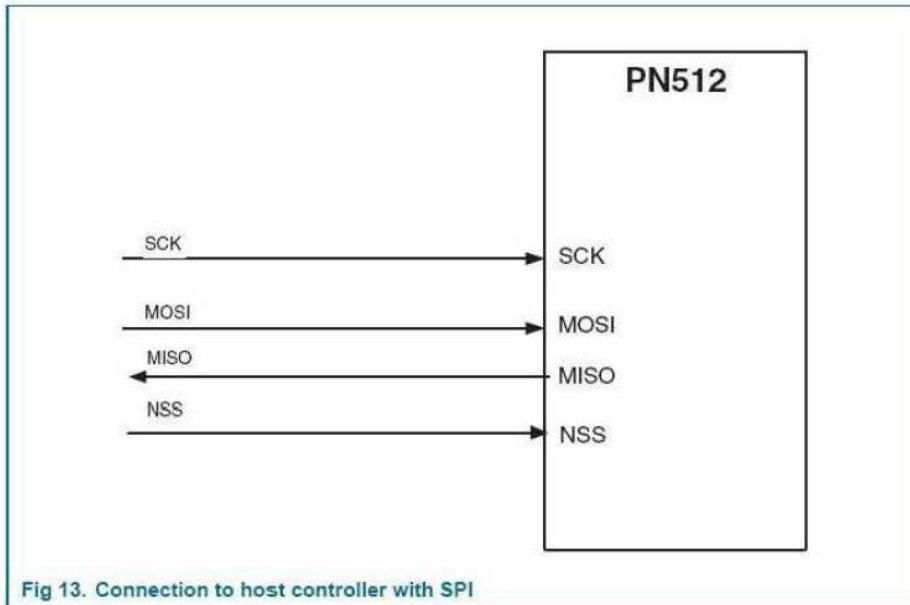 PN512
SCK
SCK
MOSI
MOSI
MISO
MISO
NSS
NSS
Fig 13. Connection to host controller with SPI